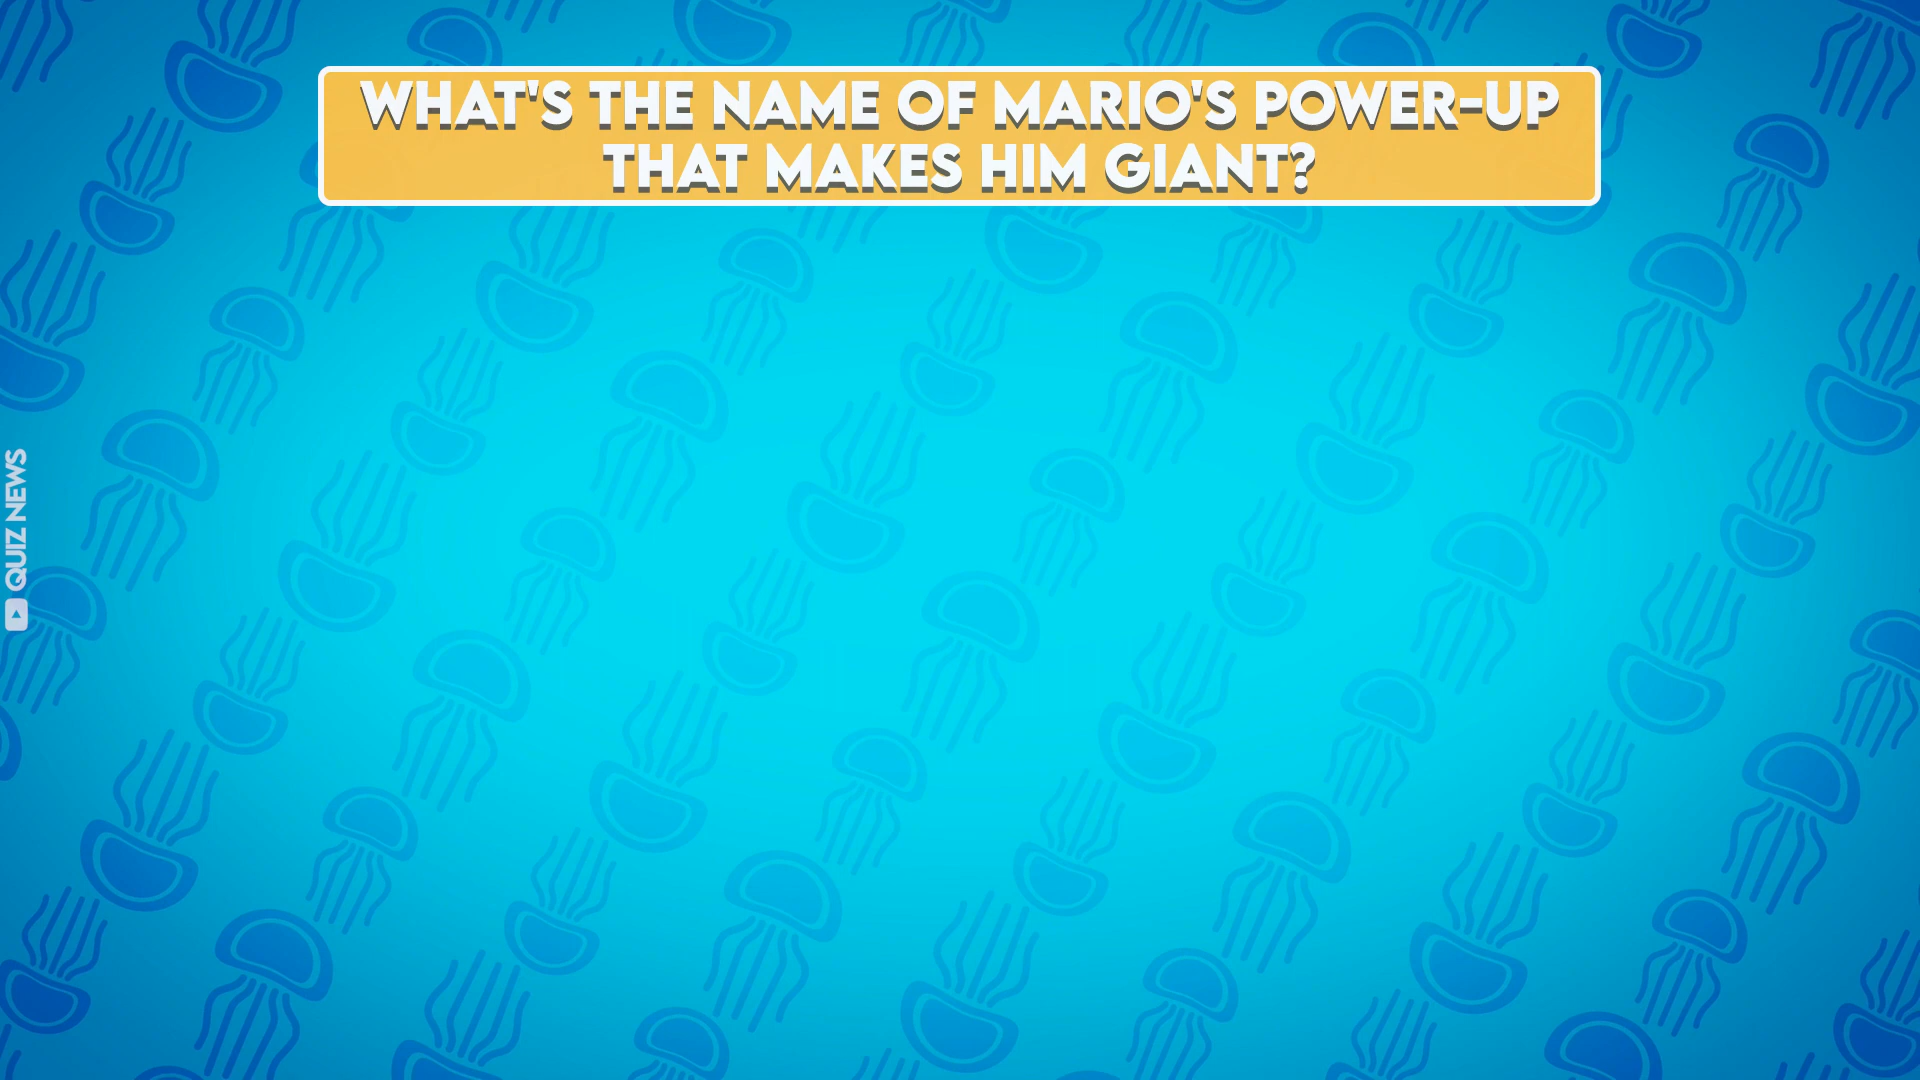 WHAT'S THE NAME OF MARIO'S POWER-UP
THAT MAKES HIM GIANT?
QUIZ NEWS